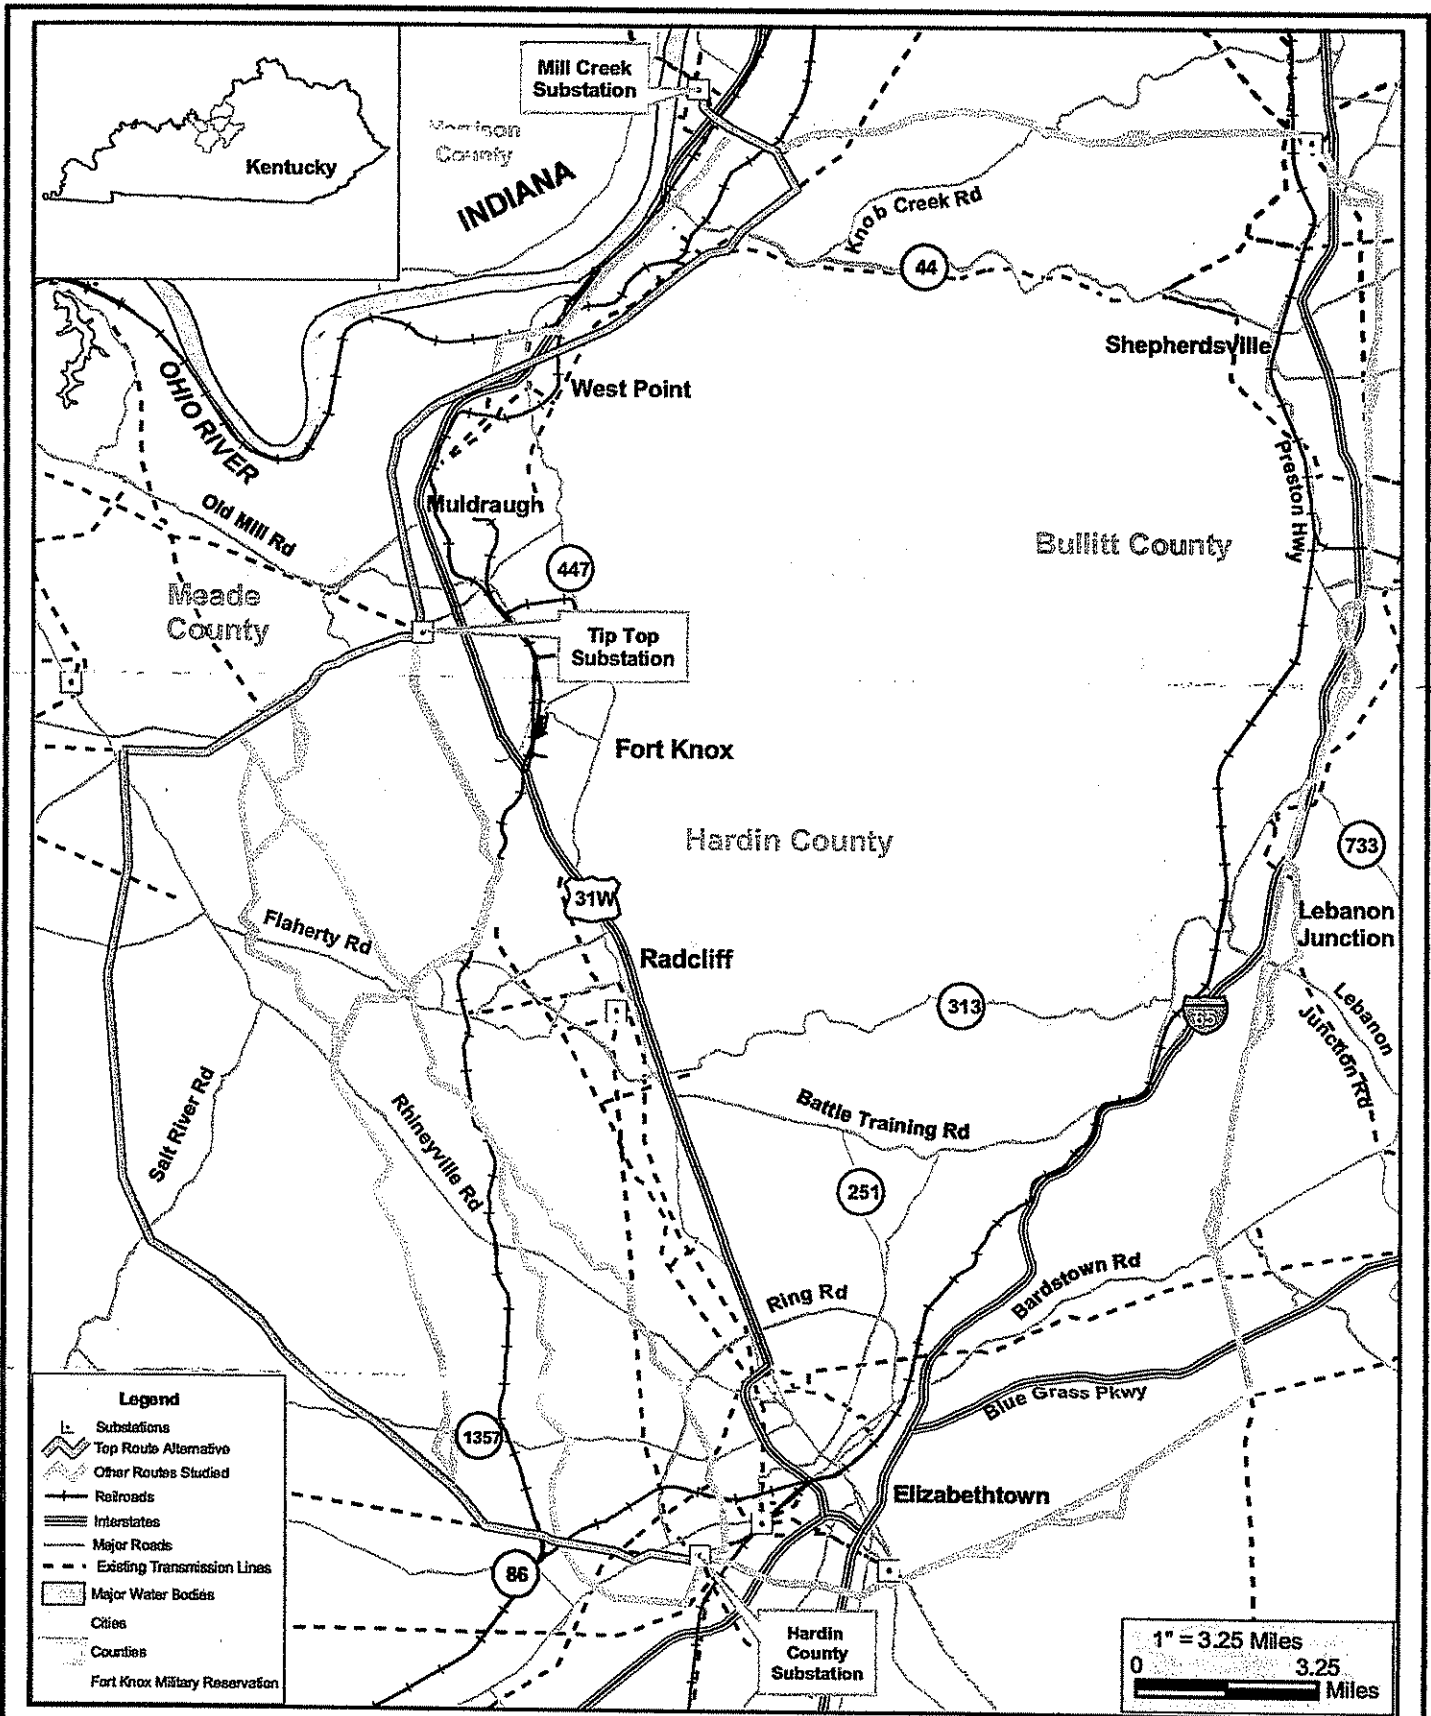 Mill Creek
Substation
Harrison
County
Kentucky
INDIANA
Knob Creek Rd
44
Shepherdsville
OHIO RIVER
West Point
Preston Hwy
Old Mill Rd
Muldraugh
Bullitt County
447
Meade
County
Tip Top
Substation
Fort Knox
Hardin County
733
31W
Lebanon
Junction
Flaherty Rd
Radcliff
313
65
Lebanon
Junction Rd
Salt River Rd
Rhineyville Rd
Battle Training Rd
251
Bardstown Rd
Ring Rd
Blue Grass Pkwy
Legend
Substations
Top Route Alternative
Other Routes Studied
Railroads
Interstates
Major Roads
Existing Transmission Lines
Major Water Bodies
Cities
Counties
Fort Knox Military Reservation
1357
Elizabethtown
86
Hardin
County
Substation
1" = 3.25 Miles
0 3.25
Miles